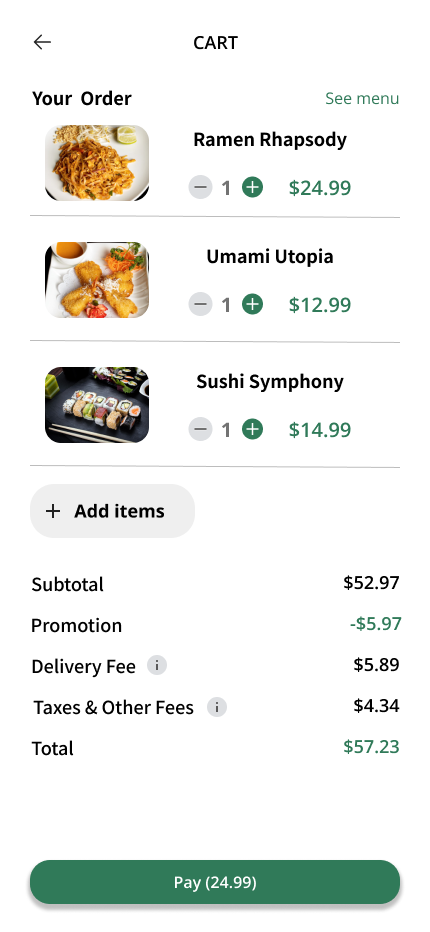 CART
Your Order
See menu
Ramen Rhapsody
1
$24.99
Umami Utopia
1
$12.99
Sushi Symphony
1
$14.99
Add items
Subtotal $52.97
Promotion -$5.97
Delivery Fee i $5.89
Taxes & Other Fees i $4.34
Total $57.23
Pay (24.99)